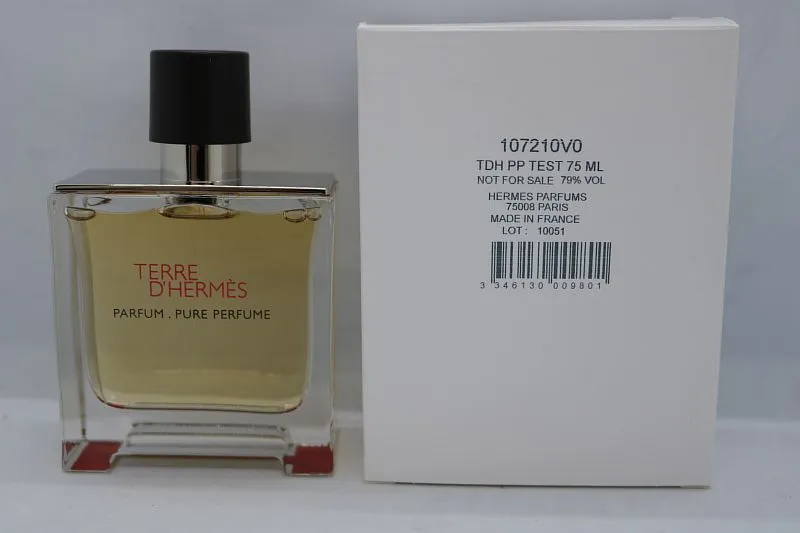 TERRE
D'HERMÈS
PARFUM . PURE PERFUME
107210V0
TDH PP TEST 75 ML
NOT FOR SALE 79% VOL
HERMES PARFUMS
75008 PARIS
MADE IN FRANCE
LOT : 10051
3 346130 009801